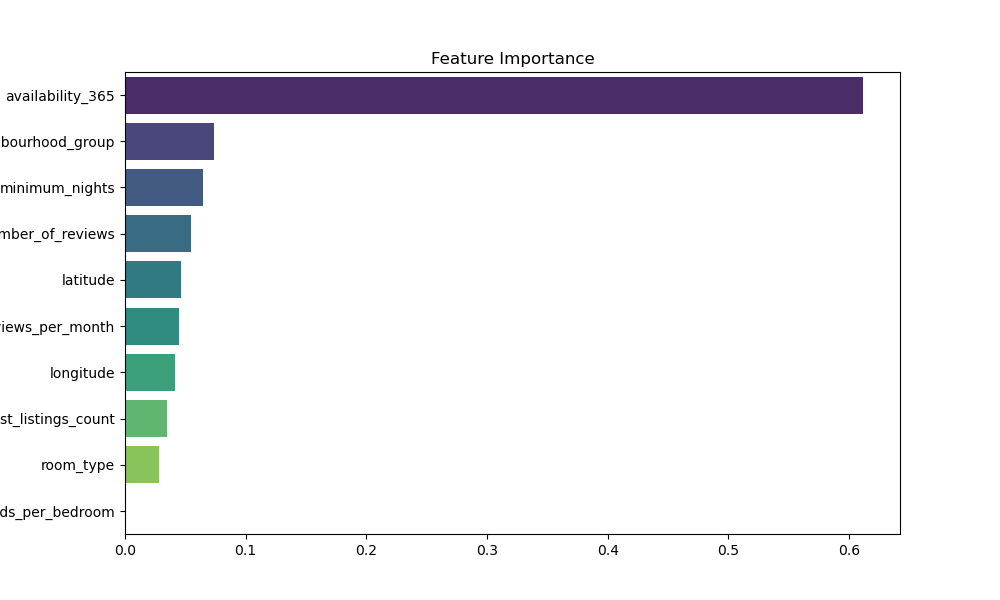 Feature Importance
availability_365
bourhood_group
minimum_nights
mber_of_reviews
latitude
iews_per_month
longitude
st_listings_count
room_type
ds_per_bedroom
0.0 0.1 0.2 0.3 0.4 0.5 0.6